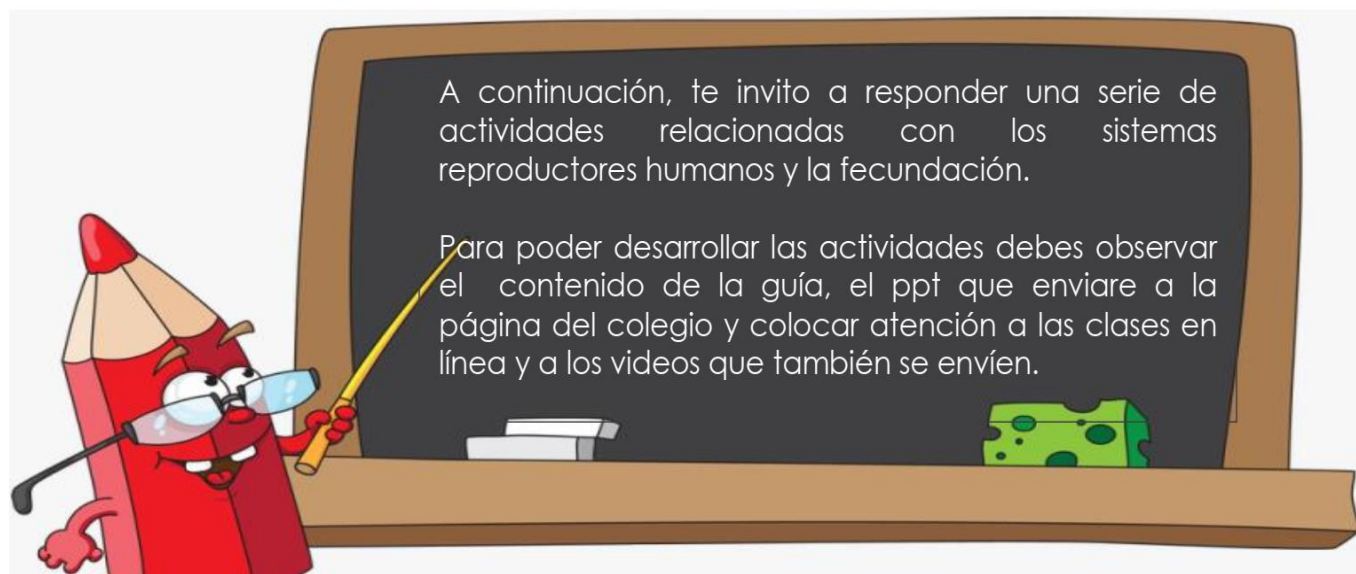 A continuación, te invito a responder una serie de
actividades relacionadas con los sistemas
reproductores humanos y la fecundación.
Para poder desarrollar las actividades debes observar
el contenido de la guía, el ppt que enviare a la
página del colegio y colocar atención a las clases en
línea y a los videos que también se envíen.